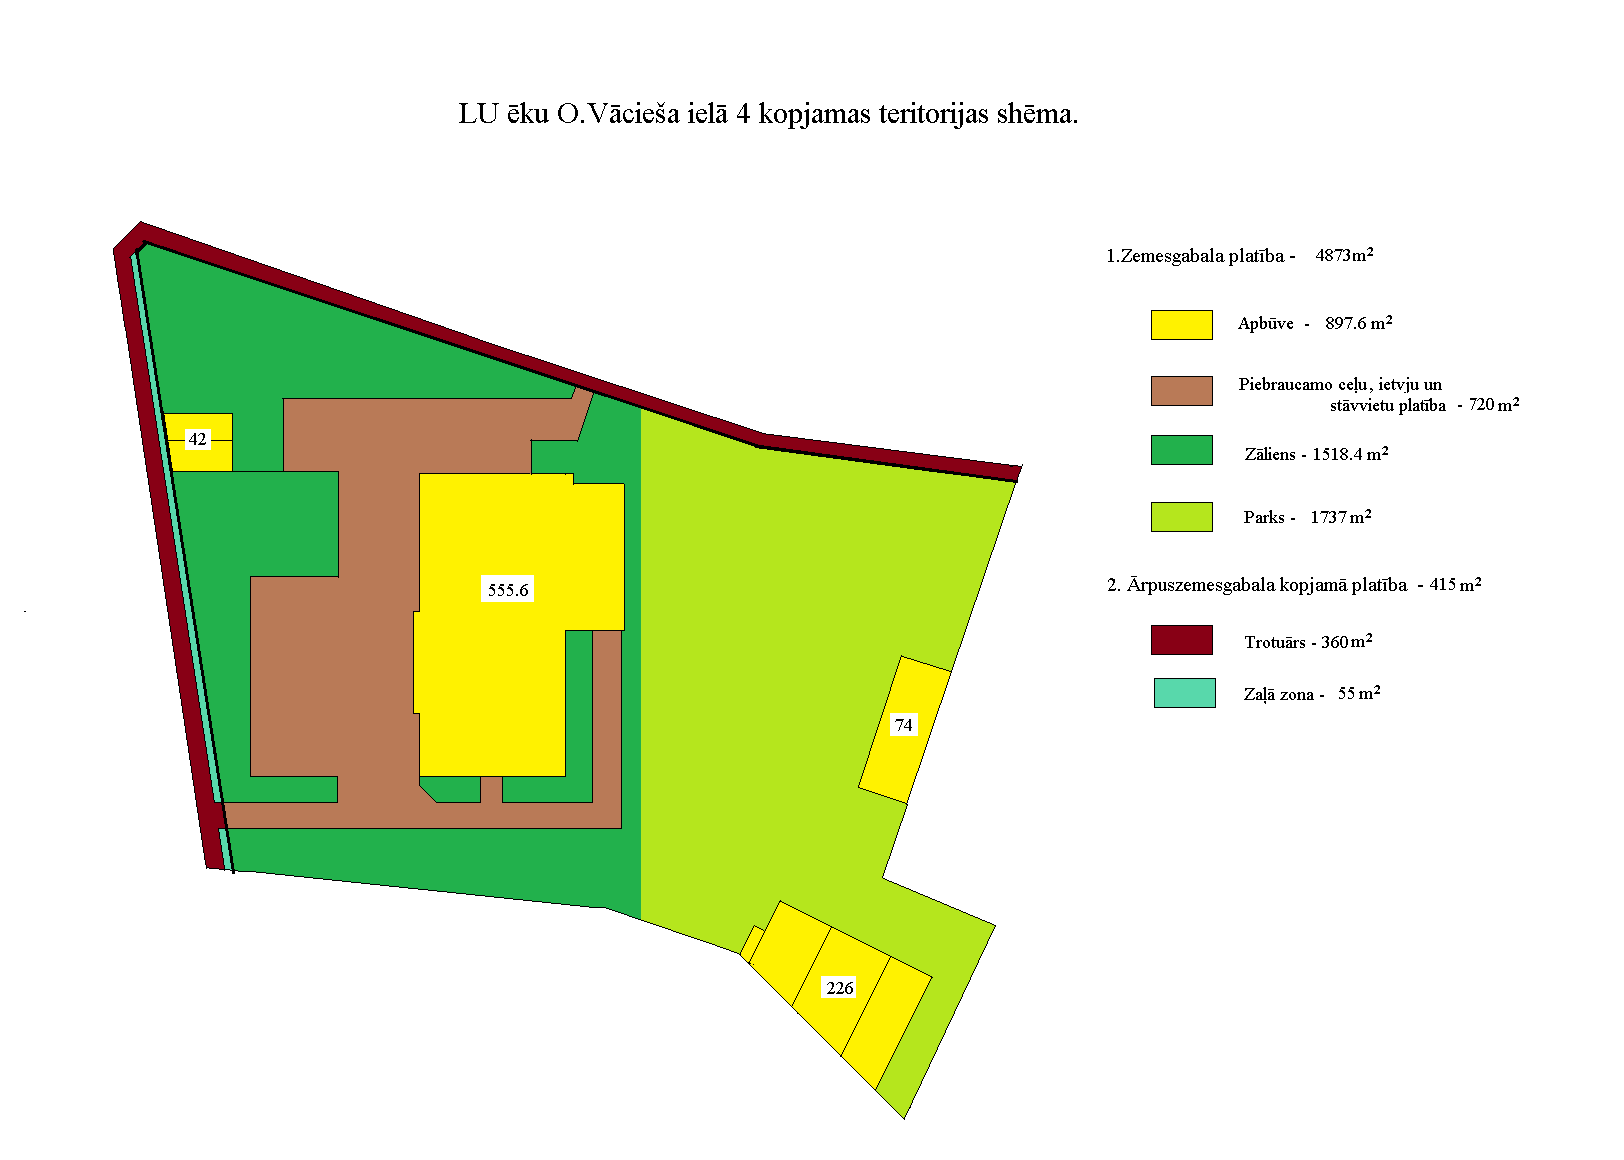 LU ēku O.Vācieša ielā 4 kopjamas teritorijas shēma.
1.Zemesgabala platība - 4873m²
Apbūve - 897.6 m²
Piebraucamo ceļu, ietvju un
stāvvietu platība - 720 m²
Zāliens - 1518.4 m²
Parks - 1737 m²
2. Ārpuszemesgabala kopjamā platība - 415 m²
Trotuārs - 360 m²
Zaļā zona - 55 m²
42
555.6
74
226